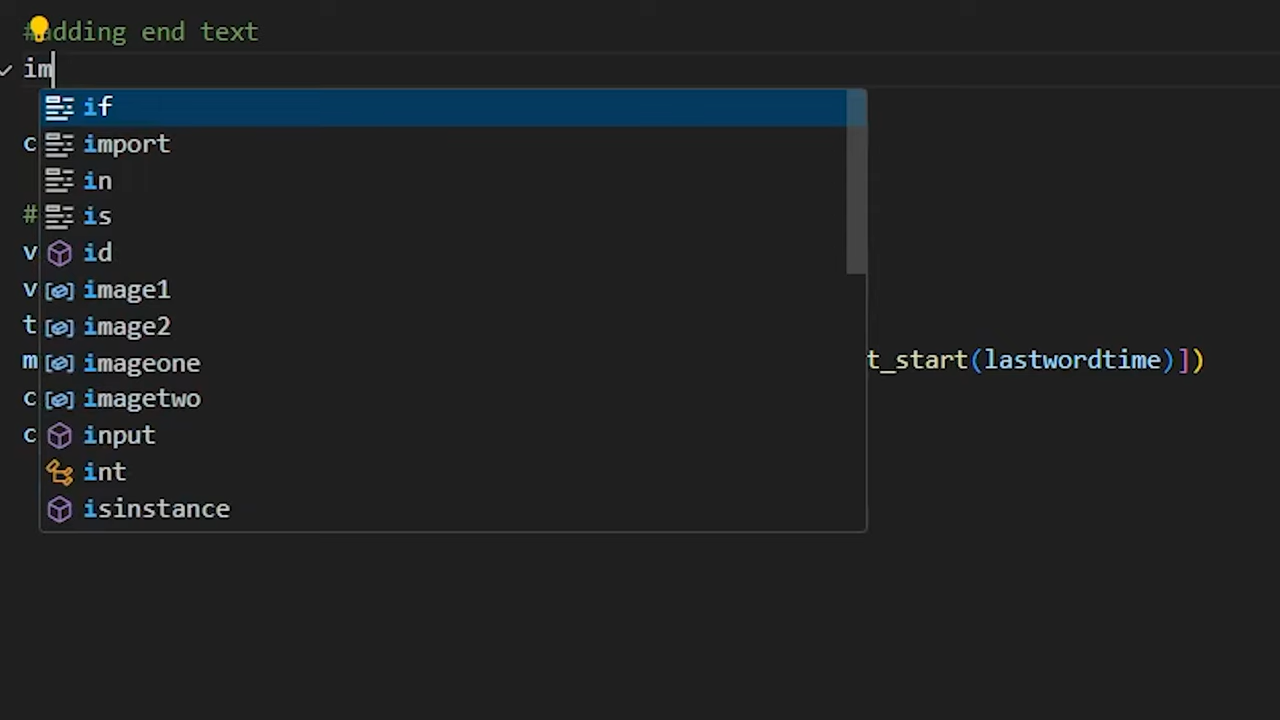 #adding end text
im
if
c import
in
# is
v id
v image1
t image2
m imageone t_start(lastwordtime)])
c imagetwo
c input
int
isinstance